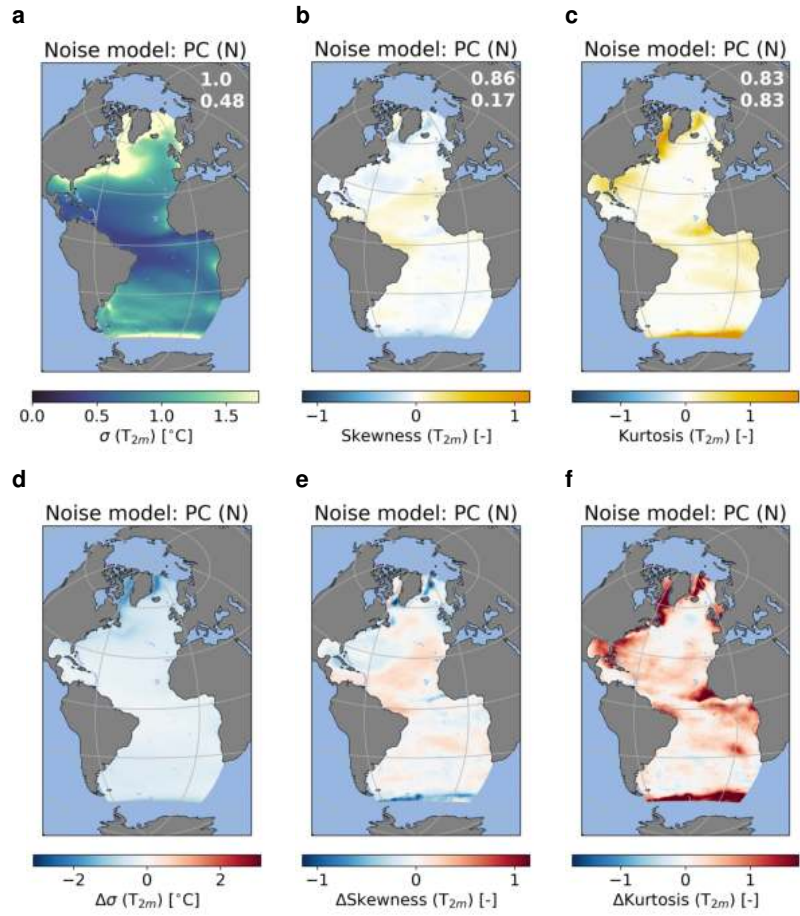 a
b
c
Noise model: PC (N)
Noise model: PC (N)
Noise model: PC (N)
1.0
0.48
0.86
0.17
0.83
0.83
0.0 0.5 1.0 1.5
σ (T2m) [°C]
−1 0 1
Skewness (T2m) [-]
−1 0 1
Kurtosis (T2m) [-]
d
e
f
Noise model: PC (N)
Noise model: PC (N)
Noise model: PC (N)
−2 0 2
Δσ (T2m) [°C]
−1 0 1
ΔSkewness (T2m) [-]
−1 0 1
ΔKurtosis (T2m) [-]